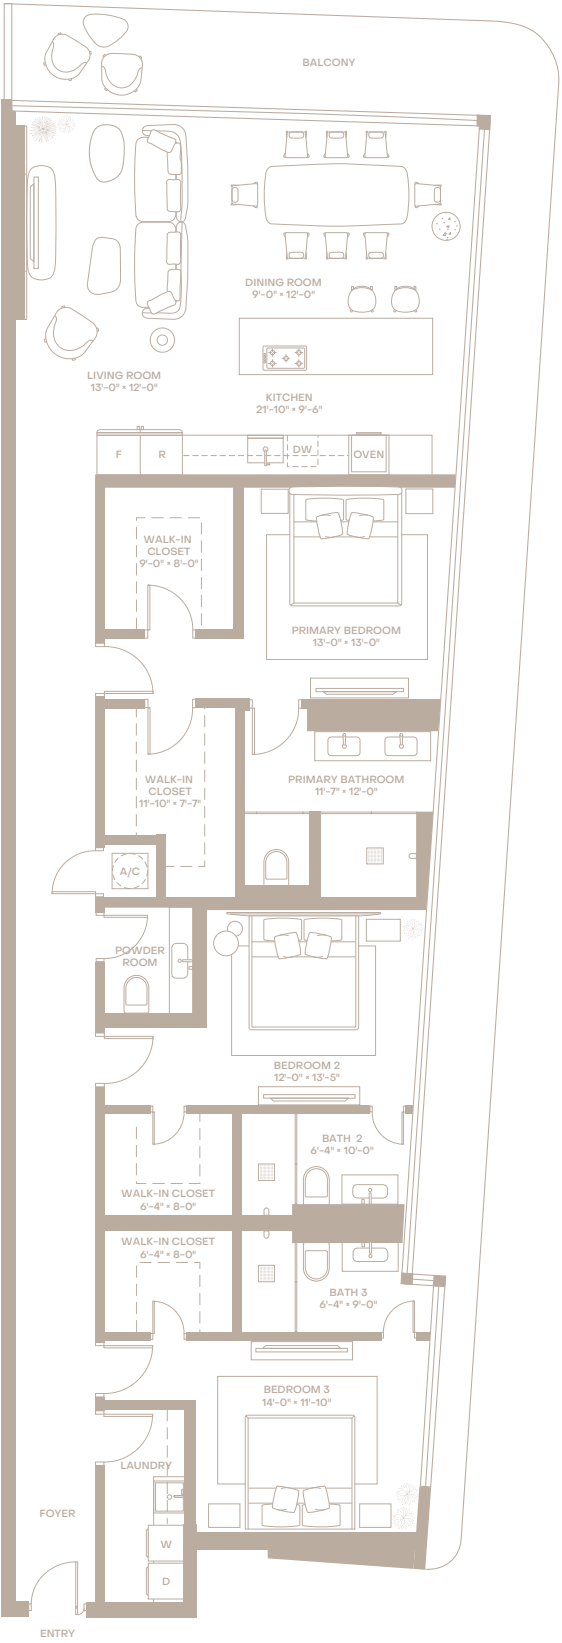 BALCONY
DINING ROOM
9'-0" × 12'-0"
LIVING ROOM
13'-0" × 12'-0"
KITCHEN
21'-10" × 9'-6"
F
R
DW
OVEN
WALK-IN
CLOSET
9'-0" × 8'-0"
PRIMARY BEDROOM
13'-0" × 13'-0"
WALK-IN
CLOSET
11'-10" × 7'-7"
PRIMARY BATHROOM
11'-7" × 12'-0"
A/C
POWDER
ROOM
BEDROOM 2
12'-0" × 13'-5"
BATH 2
6'-4" × 10'-0"
WALK-IN CLOSET
6'-4" × 8-0"
WALK-IN CLOSET
6'-4" × 8-0"
BATH 3
6'-4" × 9'-0"
BEDROOM 3
14'-0" × 11'-10"
LAUNDRY
FOYER
W
D
ENTRY